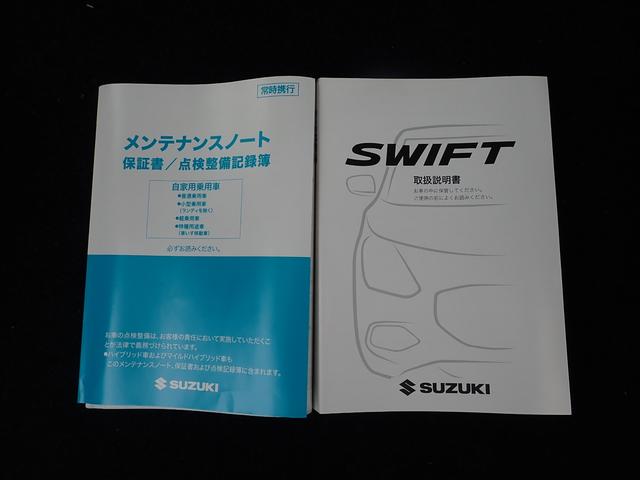 常時携行
メンテナンスノート
保証書／点検整備記録簿
自家用乗用車
●普通乗用車
●小型乗用車
(ランディを除く)
●軽乗用車
●特種用途車
(車いす移動車)
必ずお読みください。
お車の点検整備は、お客様の責任において実施していただくこ
とが法律で義務づけられています。
●ハイブリッド車およびマイルドハイブリッド車も
このメンテナンスノート、保証書および点検記録簿に含まれます。
SUZUKI
SWIFT
取扱説明書
お車の中に保管してください。
ご使用の前によくお読みください。
SUZUKI